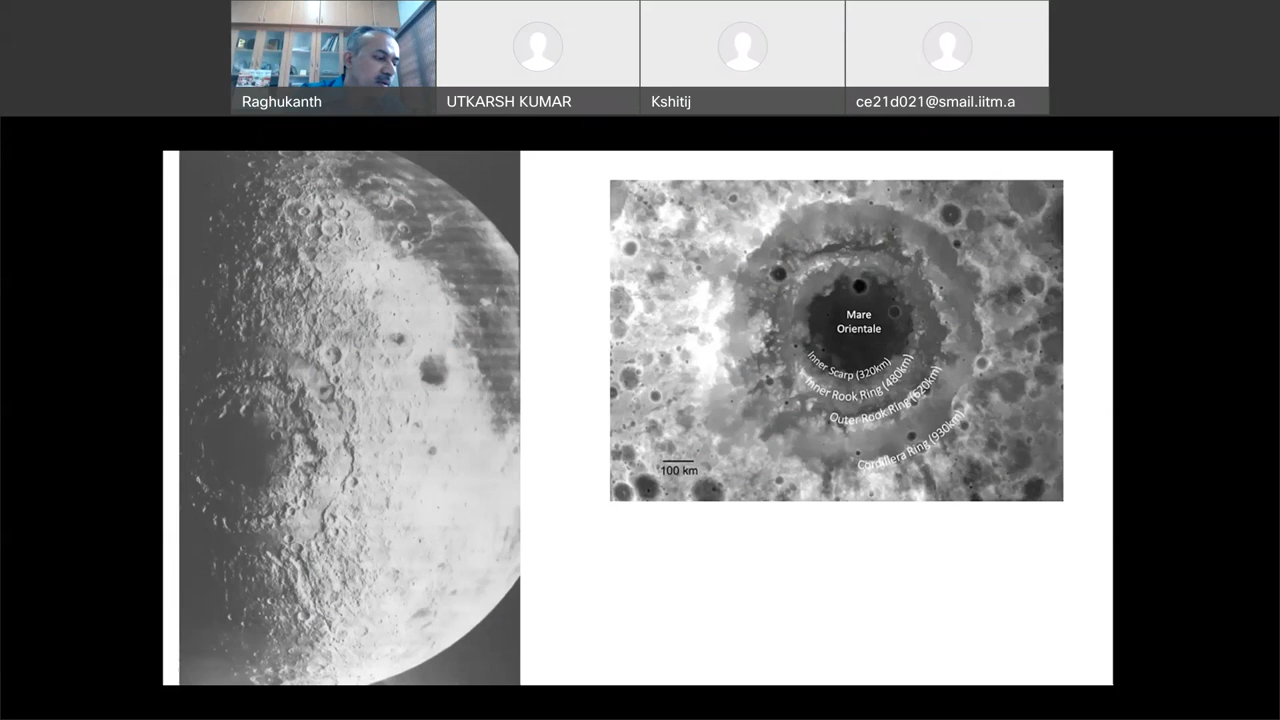 Raghukanth
UTKARSH KUMAR
Kshitij
ce21d021@smail.iitm.a
Mare
Orientale
Inner Scarp (320km)
Inner Rook Ring (480km)
Outer Rook Ring (620km)
Cordillera Ring (930km)
100 km